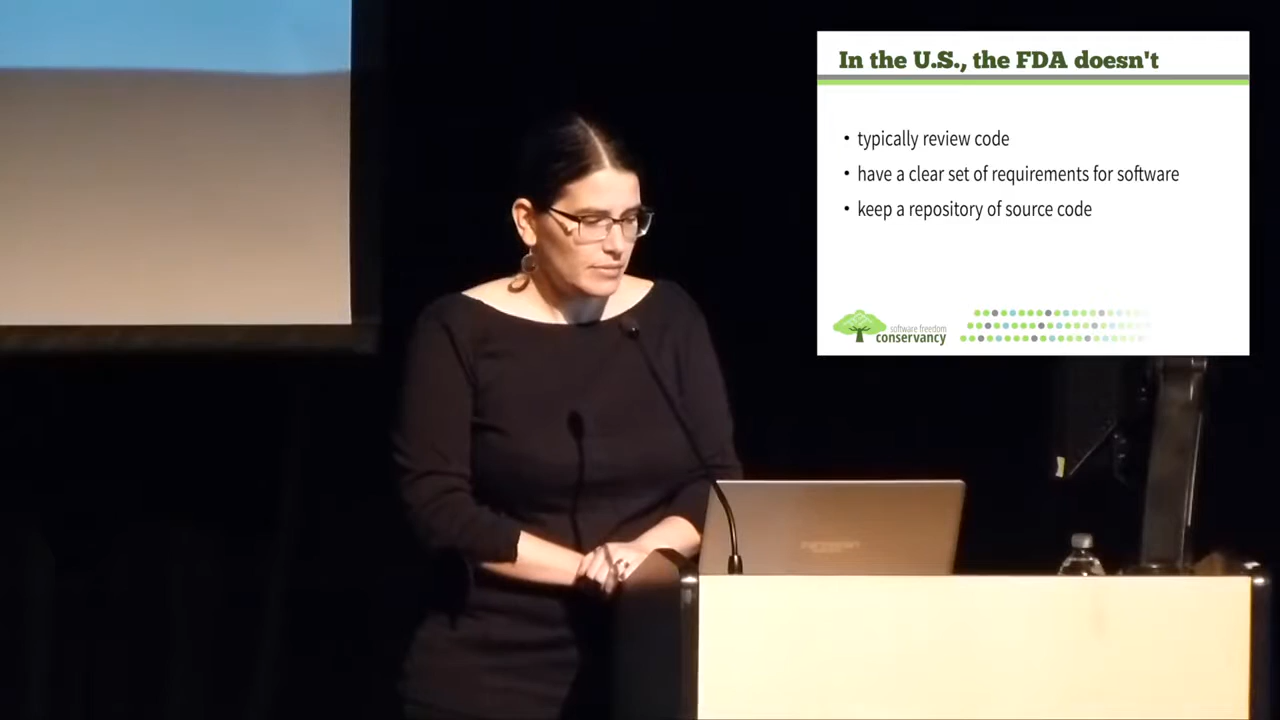 In the U.S., the FDA doesn't
• typically review code
• have a clear set of requirements for software
• keep a repository of source code
software freedom
conservancy